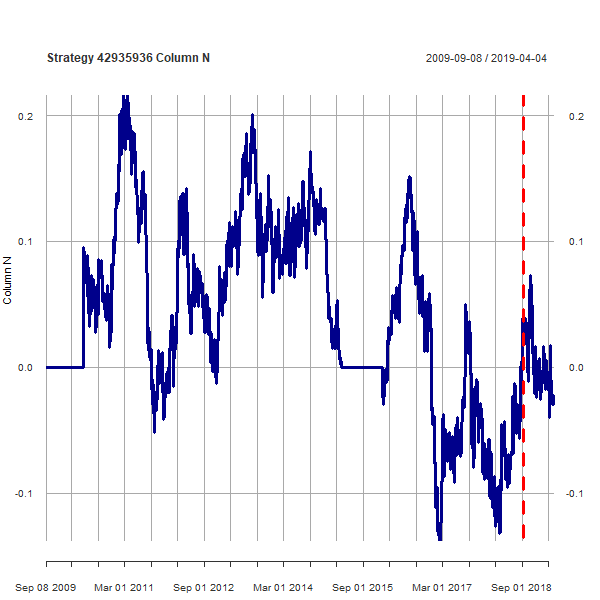 Strategy 42935936 Column N
2009-09-08 / 2019-04-04
0.2
0.2
0.1
0.1
Column N
0.0
0.0
-0.1
-0.1
Sep 08 2009
Mar 01 2011
Sep 01 2012
Mar 01 2014
Sep 01 2015
Mar 01 2017
Sep 01 2018